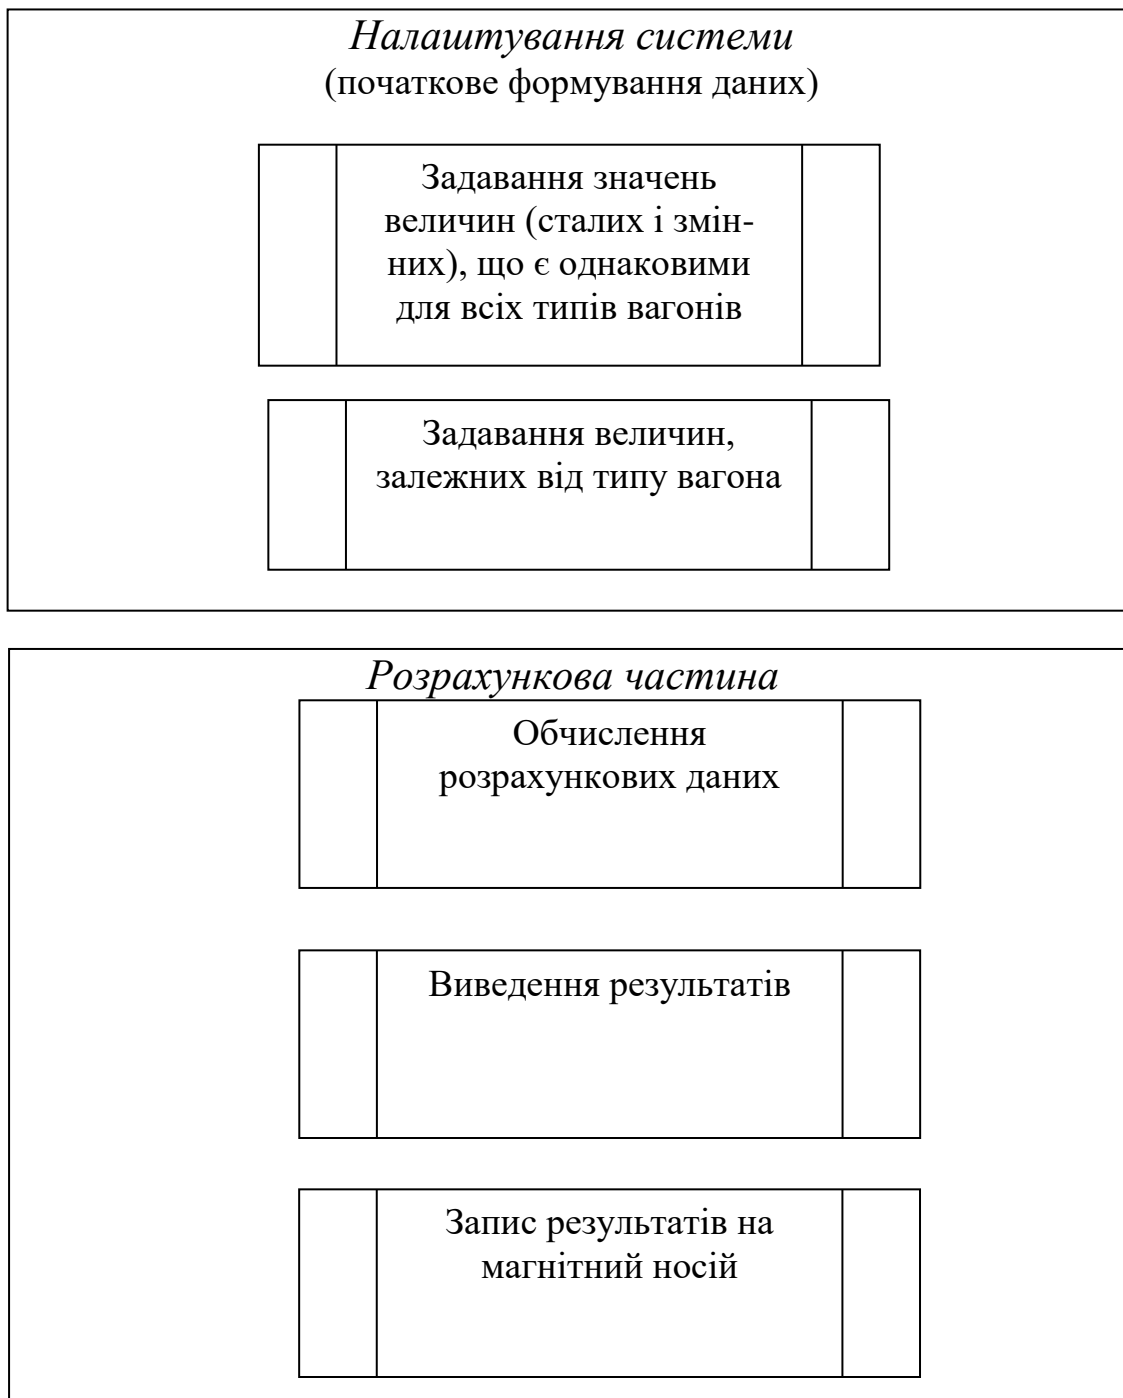 Налаштування системи
(початкове формування даних)
Задавання значень
величин (сталих і змін-
них), що є однаковими
для всіх типів вагонів
Задавання величин,
залежних від типу вагона
Розрахункова частина
Обчислення
розрахункових даних
Виведення результатів
Запис результатів на
магнітний носій